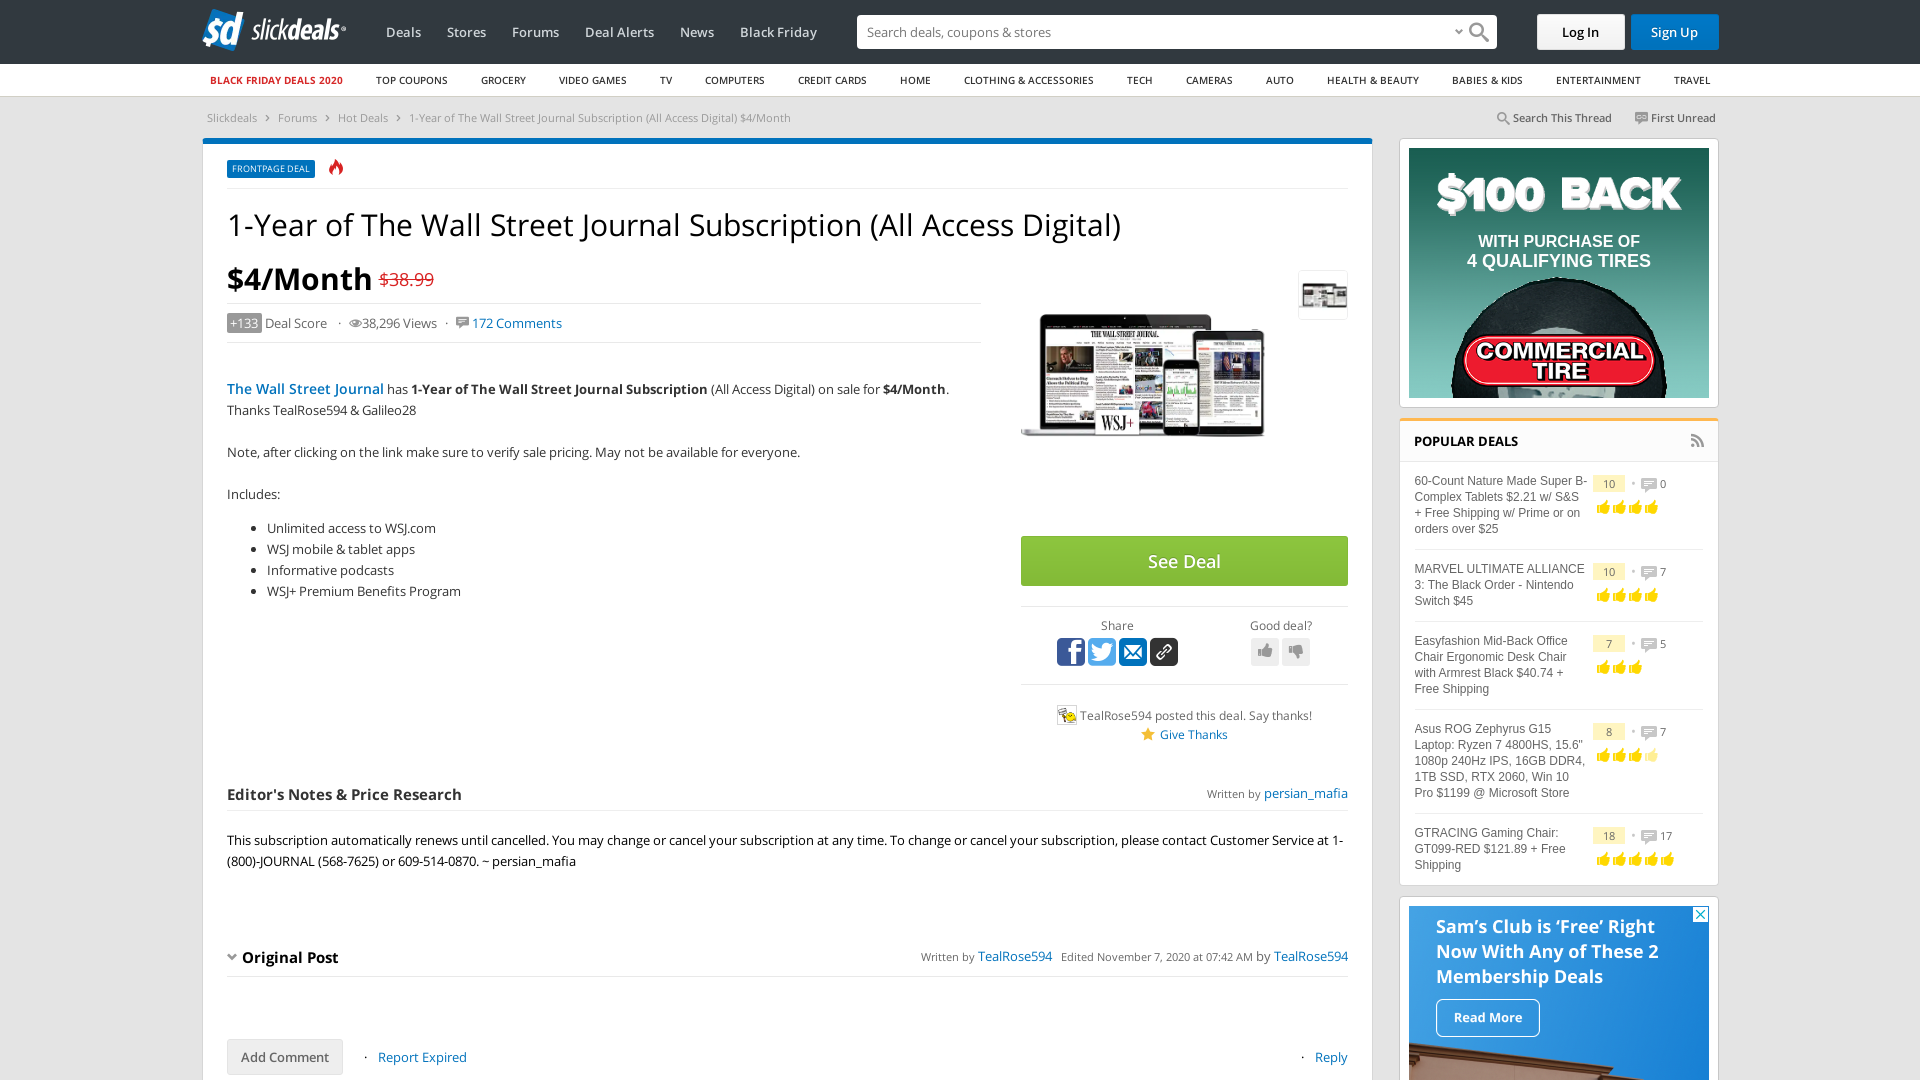 slickdeals
Deals Stores Forums Deal Alerts News Black Friday
Search deals, coupons & shopping
Log In Sign Up
BLACK FRIDAY DEALS 2020 TOP COUPONS GROCERY VIDEO GAMES TV COMPUTERS CREDIT CARDS HOME CLOTHING & ACCESSORIES TECH CAMERAS AUTO HEALTH & BEAUTY BABIES & KIDS ENTERTAINMENT TRAVEL
Slickdeals > Forums > Hot Deals > 1-Year of The Wall Street Journal Subscription (All Access Digital) $4/Month
Search This Thread First Unread
FRONTPAGE DEAL
1-Year of The Wall Street Journal Subscription (All Access Digital)
$4/Month $38.99
+133 Deal Score · 38,296 Views · 172 Comments
The Wall Street Journal has 1-Year of The Wall Street Journal Subscription (All Access Digital) on sale for $4/Month.
Thanks TealRose594 & Galileo28
Note, after clicking on the link make sure to verify sale pricing. May not be available for everyone.
Includes:
• Unlimited access to WSJ.com
• WSJ mobile & tablet apps
• Informative podcasts
• WSJ+ Premium Benefits Program
THE WALL STREET JOURNAL.
WSJ+
See Deal
Share Good deal?
TealRose594 posted this deal. Say thanks!
Give Thanks
Editor's Notes & Price Research
Written by persian_mafia
This subscription automatically renews until cancelled. You may change or cancel your subscription at any time. To change or cancel your subscription, please contact Customer Service at 1-
(800)-JOURNAL (568-7625) or 609-514-0870. ~ persian_mafia
Original Post
Written by TealRose594 Edited November 7, 2020 at 07:42 AM by TealRose594
Add Comment · Report Expired
· Reply
$100 BACK
WITH PURCHASE OF
4 QUALIFYING TIRES
COMMERCIAL
TIRE
POPULAR DEALS
60-Count Nature Made Super B-
Complex Tablets $2.21 w/ S&S
+ Free Shipping w/ Prime or on
orders over $25
10 • 0
MARVEL ULTIMATE ALLIANCE
3: The Black Order - Nintendo
Switch $45
10 • 7
Easyfashion Mid-Back Office
Chair Ergonomic Desk Chair
with Armrest Black $40.74 +
Free Shipping
7 • 5
Asus ROG Zephyrus G15
Laptop: Ryzen 7 4800HS, 15.6"
1080p 240Hz IPS, 16GB DDR4,
1TB SSD, RTX 2060, Win 10
Pro $1199 @ Microsoft Store
8 • 7
GTRACING Gaming Chair:
GT099-RED $121.89 + Free
Shipping
18 • 17
Sam's Club is 'Free' Right
Now With Any of These 2
Membership Deals
Read More